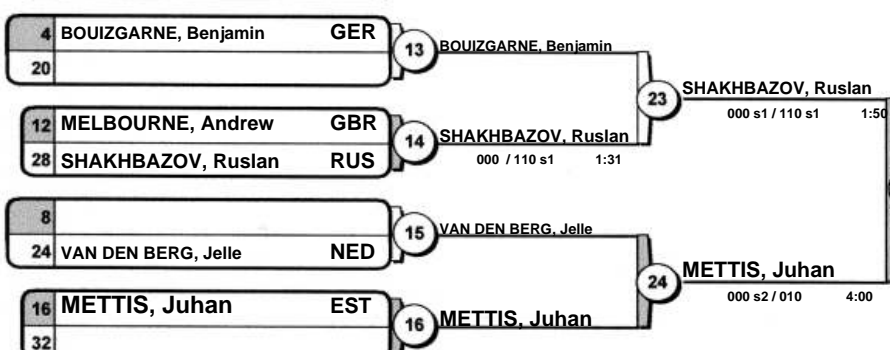 4 BOUIZGARNE, Benjamin GER
20
13 BOUIZGARNE, Benjamin
12 MELBOURNE, Andrew GBR
28 SHAKHBAZOV, Ruslan RUS
14 SHAKHBAZOV, Ruslan
000 / 110 s1 1:31
23 SHAKHBAZOV, Ruslan
000 s1 / 110 s1 1:50
8
24 VAN DEN BERG, Jelle NED
15 VAN DEN BERG, Jelle
16 METTIS, Juhan EST
32
16 METTIS, Juhan
24 METTIS, Juhan
000 s2 / 010 4:00